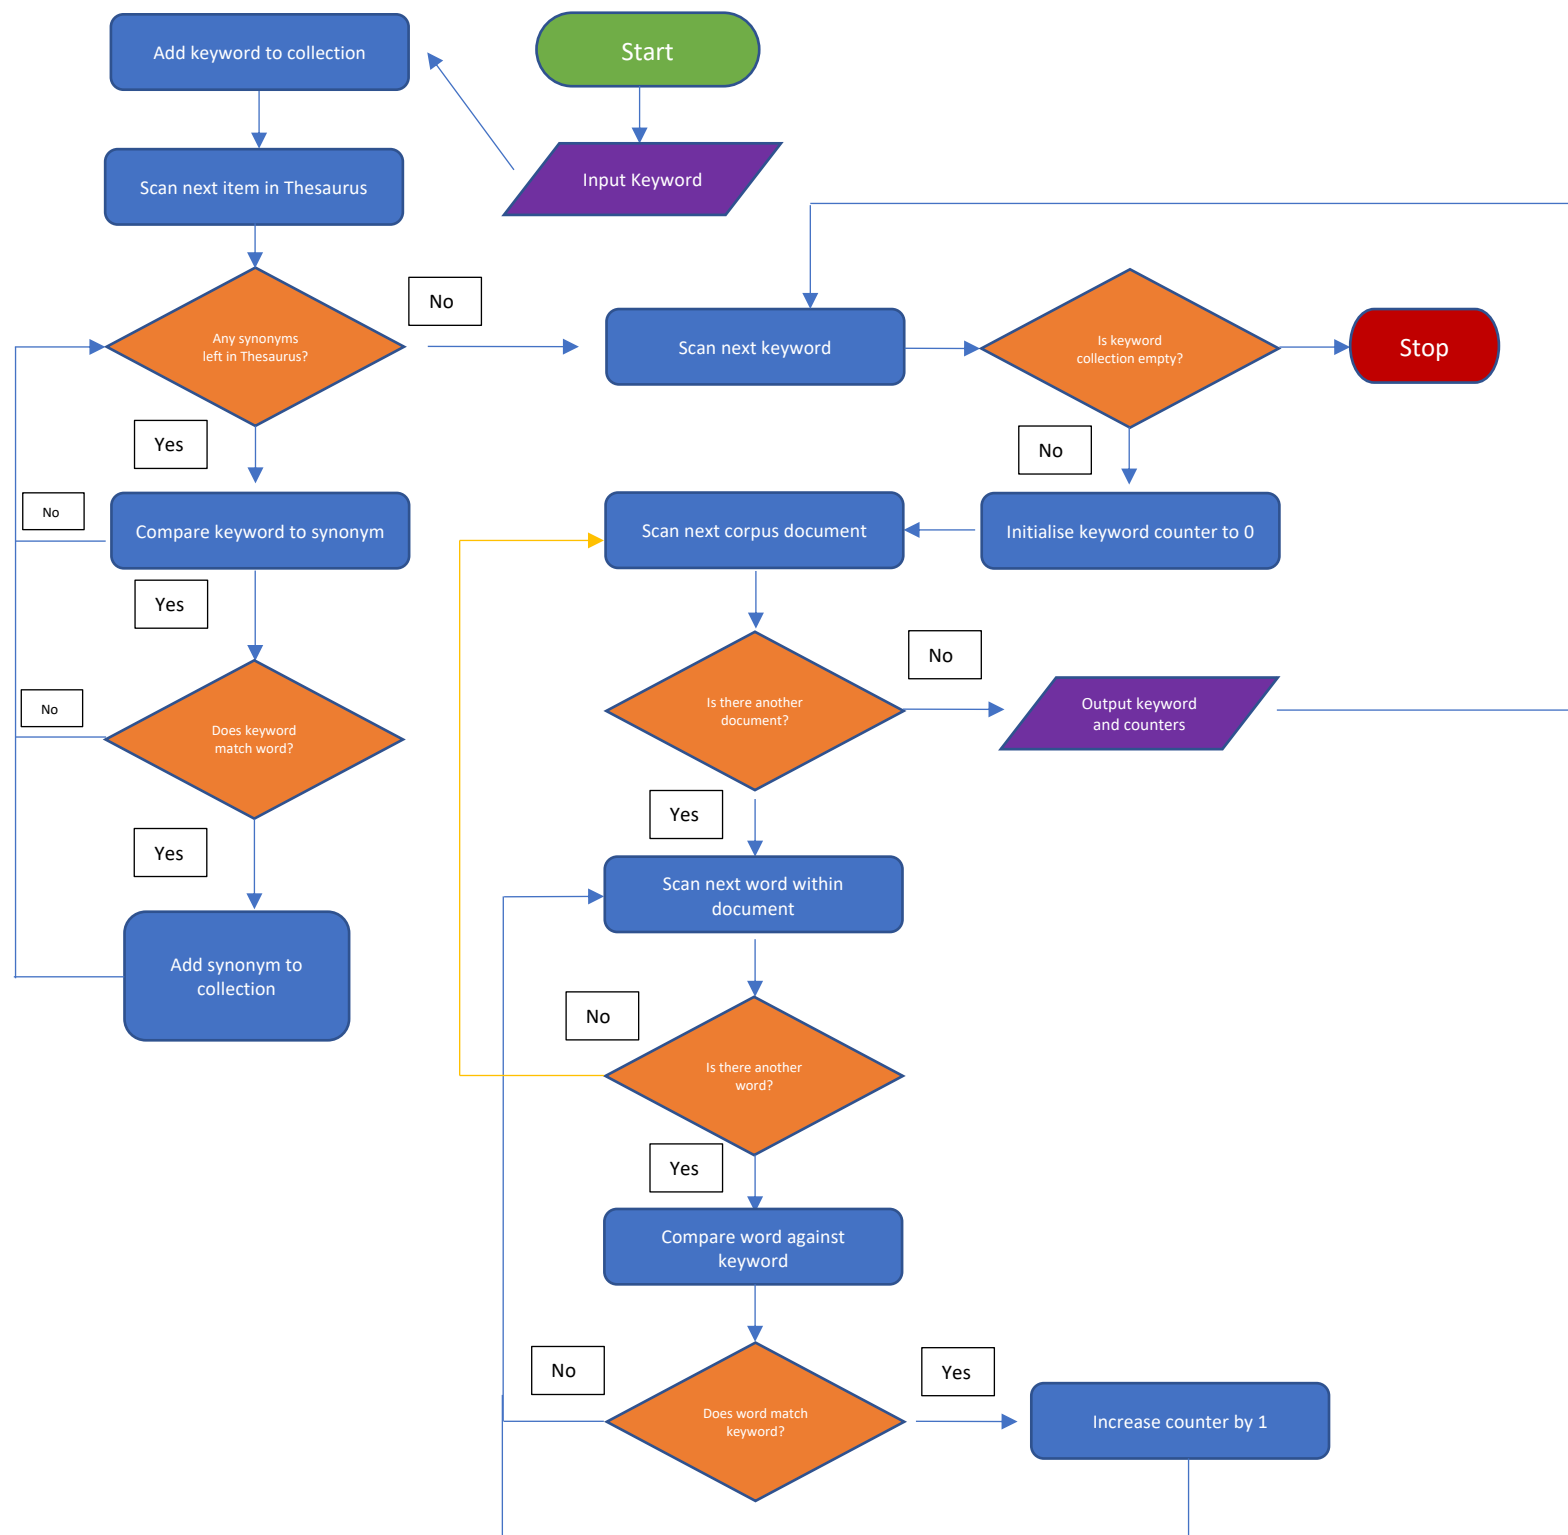 Add keyword to collection
Start
Scan next item in Thesaurus
Input Keyword
Any synonyms
left in Thesaurus?
No
Scan next keyword
Is keyword
collection empty?
Stop
Yes
No
No
Compare keyword to synonym
Scan next corpus document
Initialise keyword counter to 0
Yes
No
Is there another
document?
Output keyword
and counters
No
Does keyword
match word?
Yes
Yes
Scan next word within
document
Add synonym to
collection
No
Is there another
word?
Yes
Compare word against
keyword
No
Yes
Does word match
keyword?
Increase counter by 1